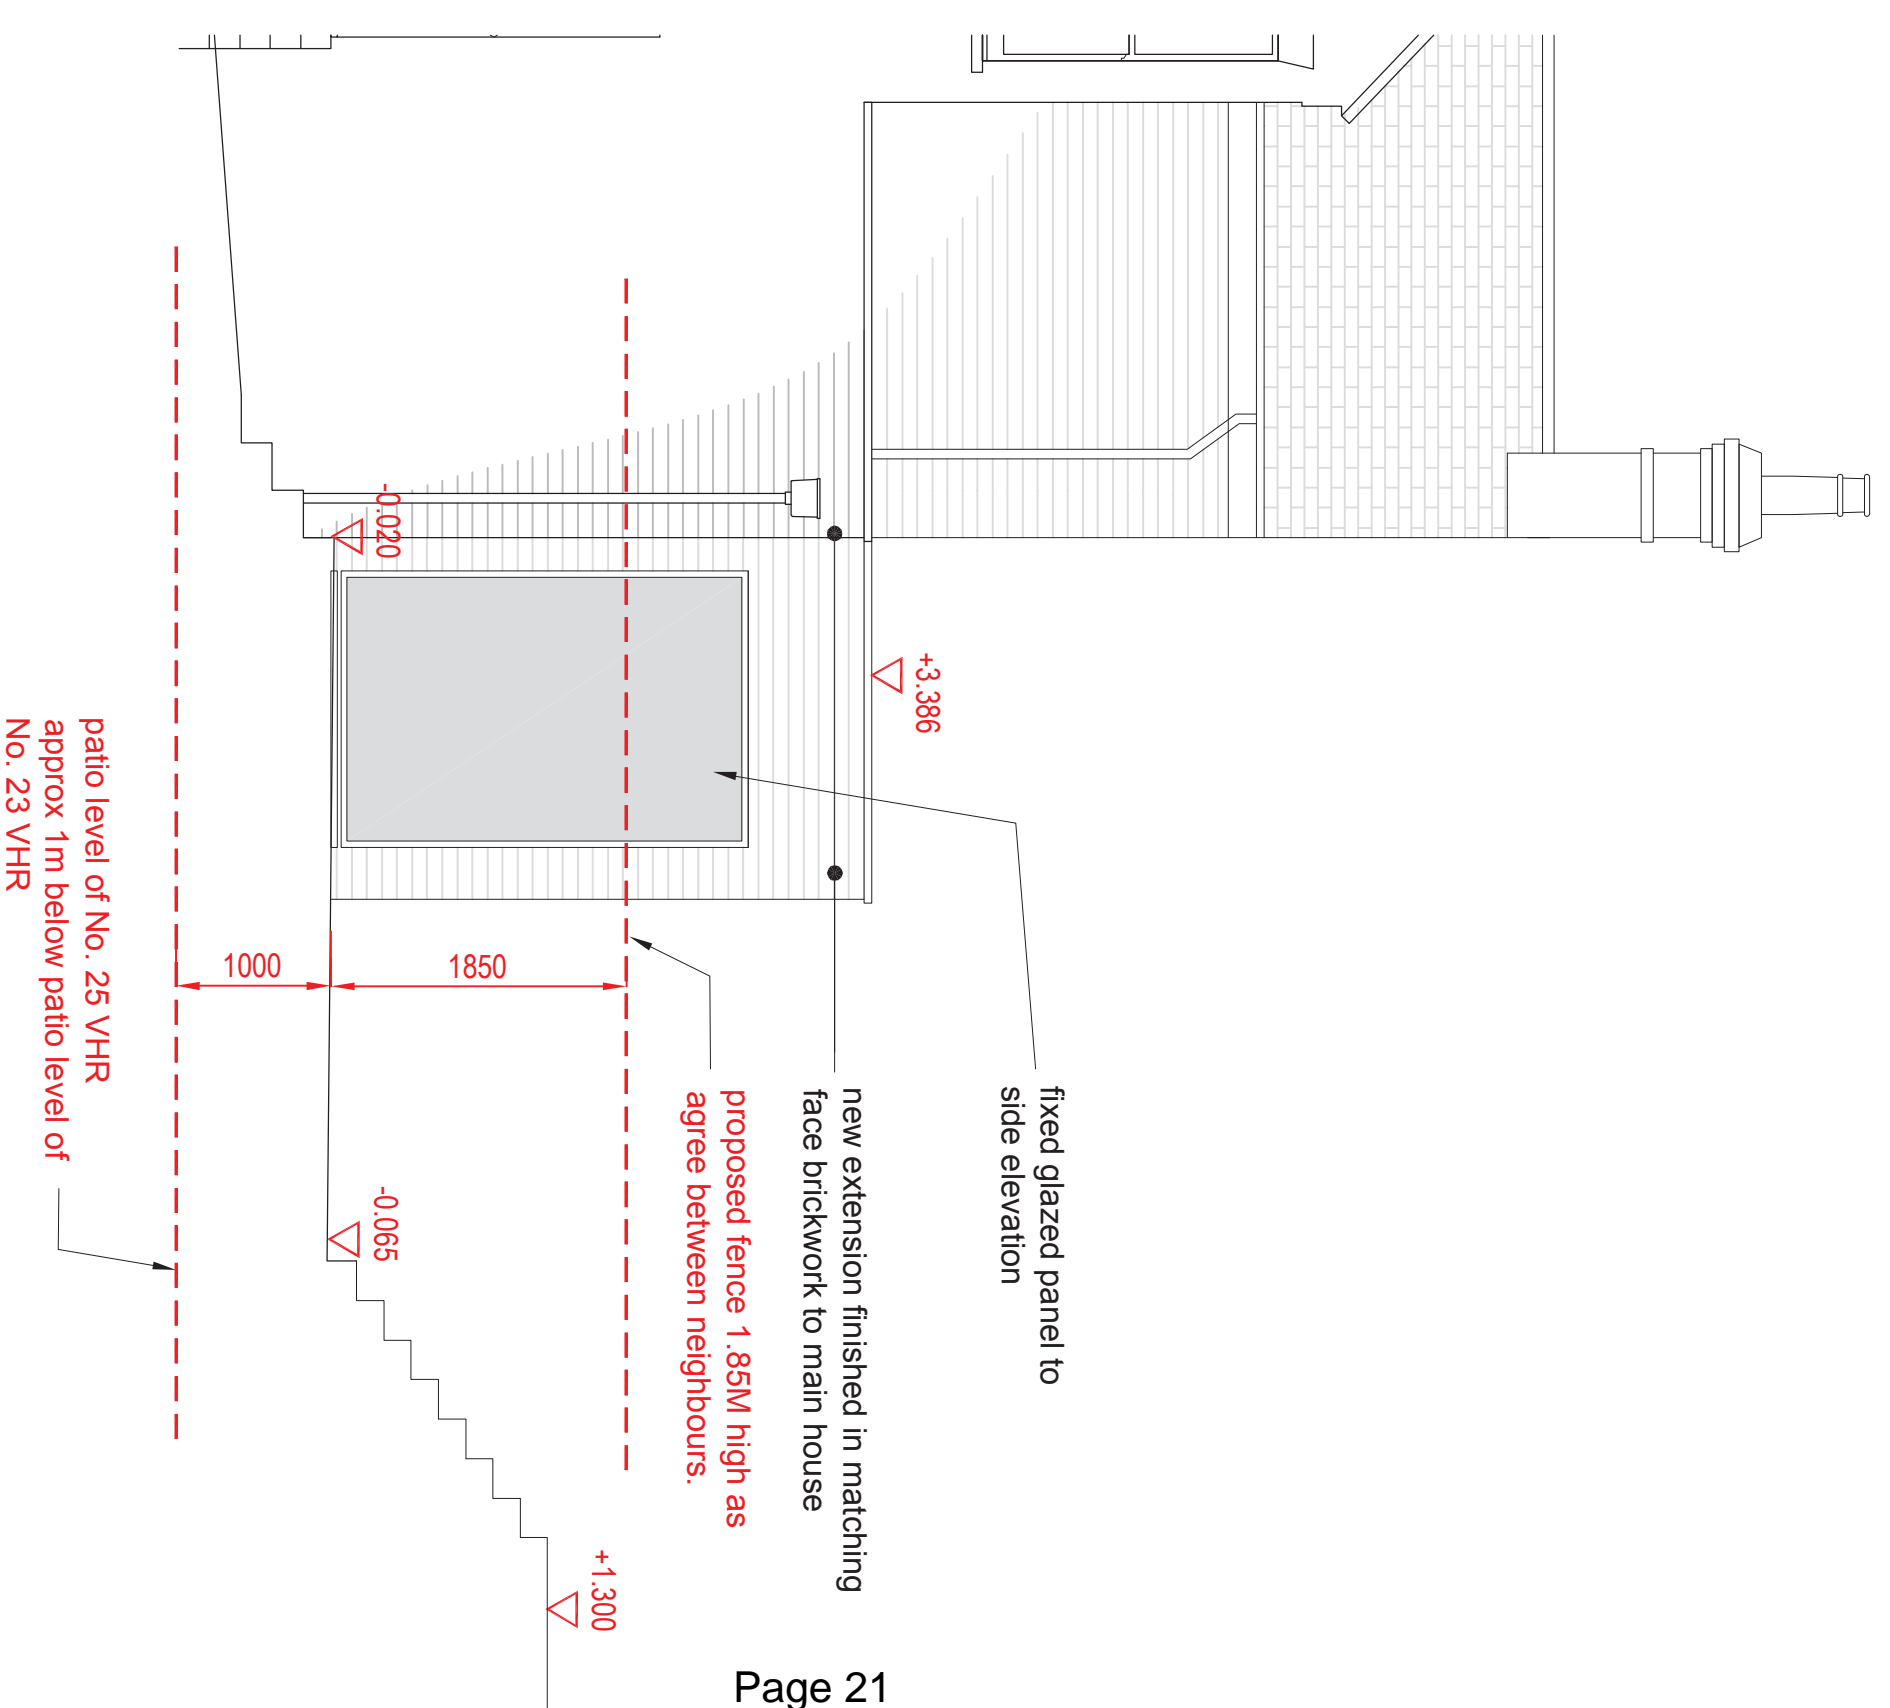 fixed glazed panel to
side elevation
new extension finished in matching
face brickwork to main house
+3.386
proposed fence 1.85M high as
agree between neighbours.
+1.300
1850
1000
-0.020
-0.065
patio level of No. 25 VHR
approx 1m below patio level of
No. 23 VHR
Page 21